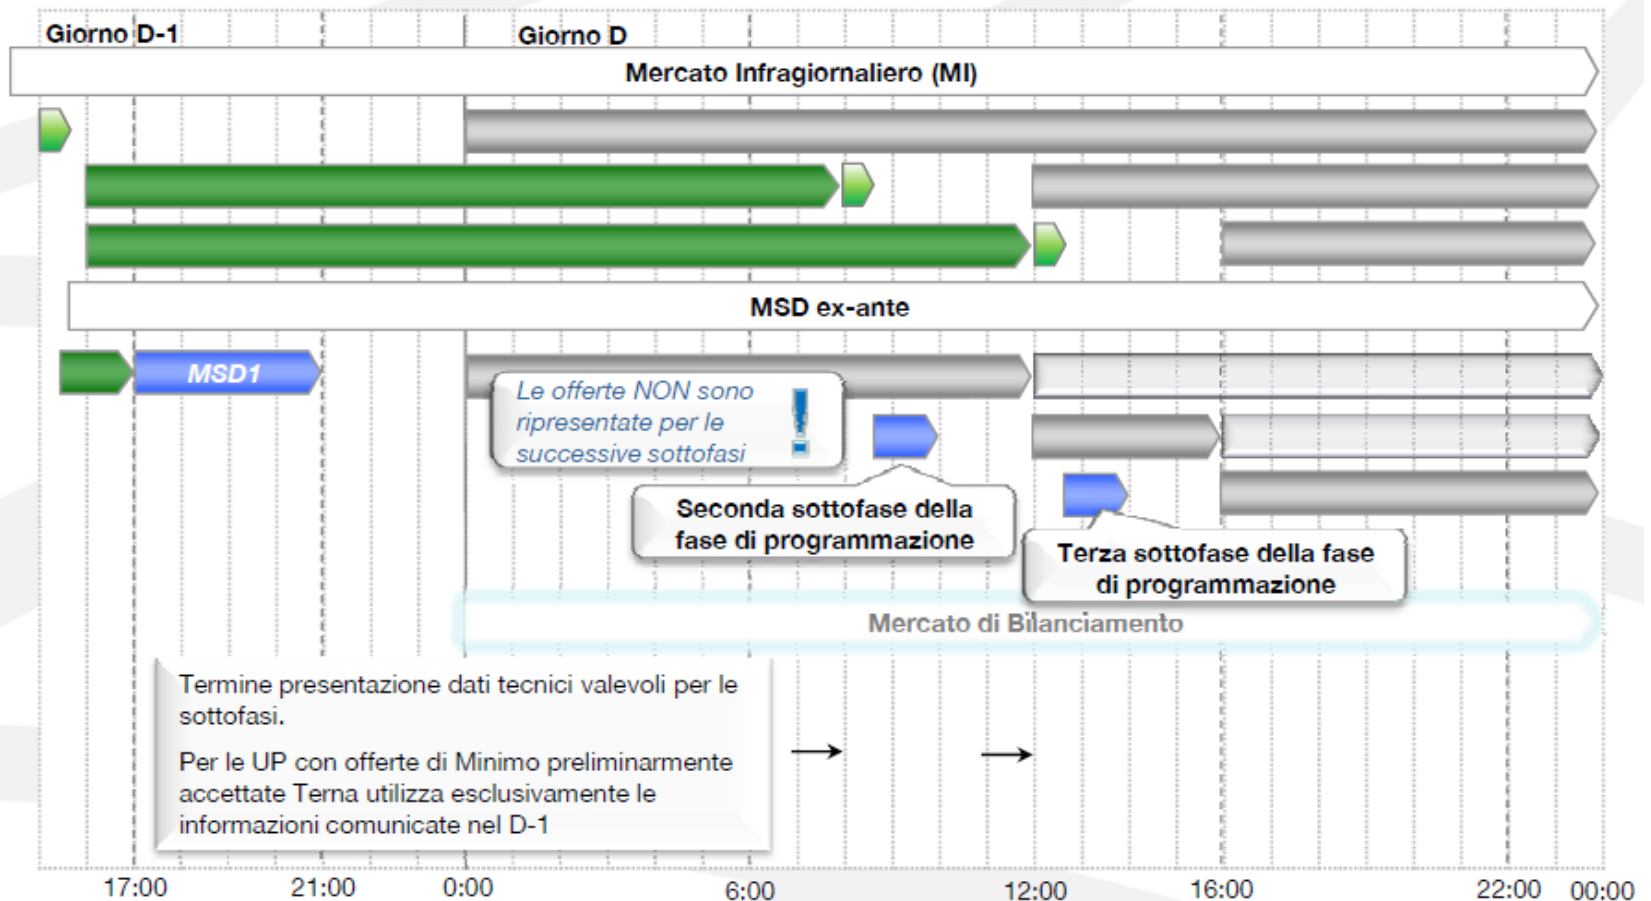 Giorno D-1
Giorno D
Mercato Infragiornaliero (MI)
MSD ex-ante
MSD1
Le offerte NON sono
ripresentate per le
successive sottofasi
!
Seconda sottofase della
fase di programmazione
Terza sottofase della fase
di programmazione
Mercato di Bilanciamento
Termine presentazione dati tecnici valevoli per le
sottofasi.
Per le UP con offerte di Minimo preliminarmente
accettate Terna utilizza esclusivamente le
informazioni comunicate nel D-1
17:00
21:00
0:00
6:00
12:00
16:00
22:00
00:00